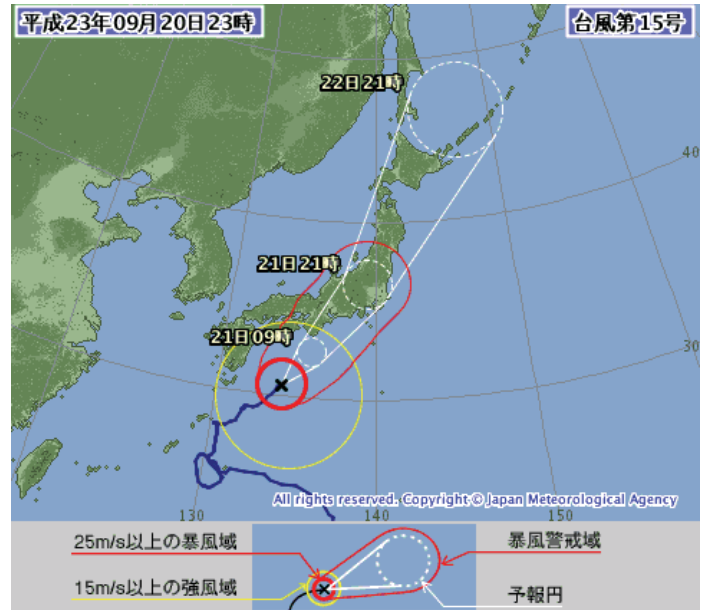 平成23年09月20日23時
台風第15号
22日21時
40
21日21時
21日09時
30
All rights reserved. Copyright © Japan Meteorological Agency
130
140
25m/s以上の暴風域
暴風警戒域
15m/s以上の強風域
予報円